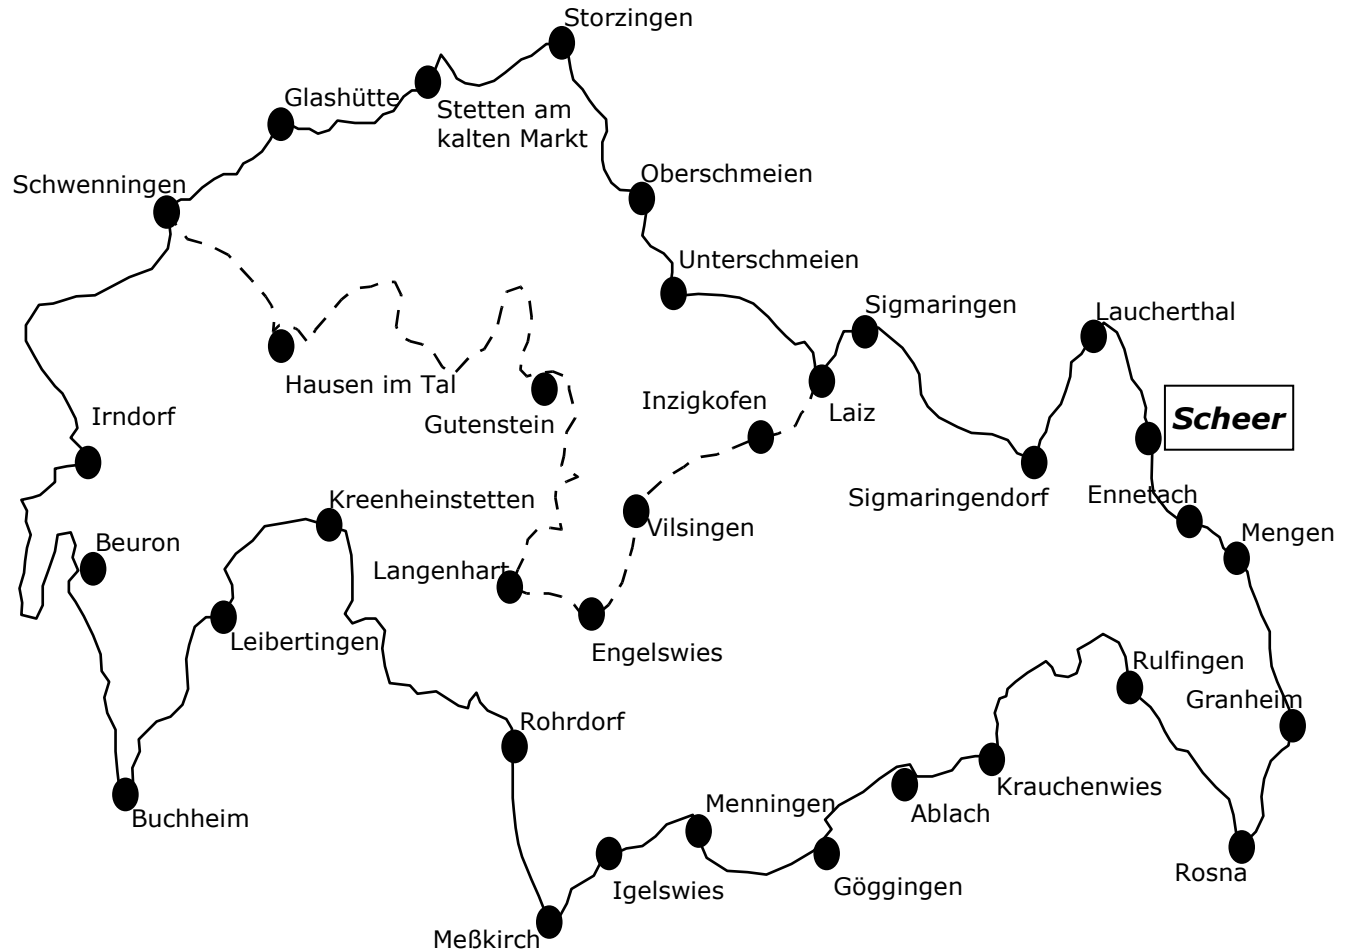 Storzingen
Glashütte
Stetten am
kalten Markt
Schwenningen
Oberschmeien
Unterschmeien
Sigmaringen
Laucherthal
Hausen im Tal
Inzigkofen
Laiz
Scheer
Irndorf
Gutenstein
Kreenheinstetten
Sigmaringendorf
Ennetach
Vilsingen
Mengen
Beuron
Langenhart
Leibertingen
Engelswies
Rulfingen
Granheim
Rohrdorf
Krauchenwies
Menningen
Ablach
Buchheim
Rosna
Igelswies
Göggingen
Meßkirch